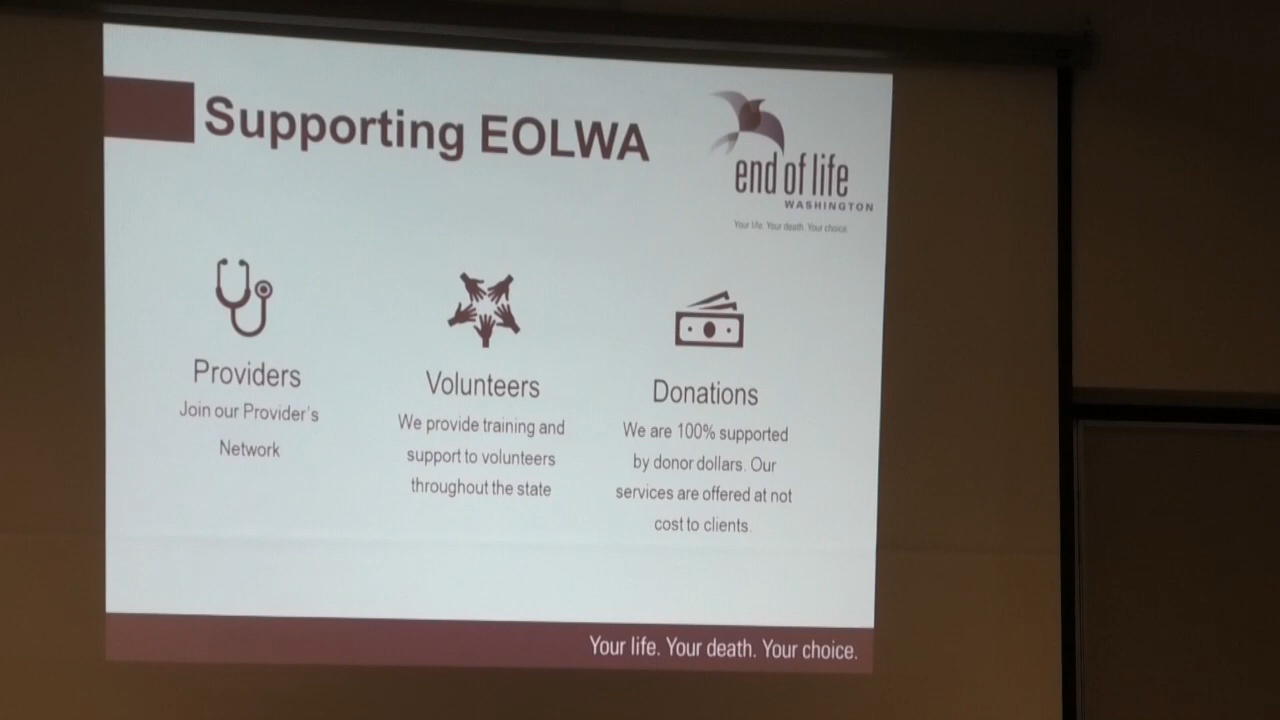 Supporting EOLWA
end of life
WASHINGTON
Your life. Your death. Your choice.
Providers
Join our Provider's
Network
Volunteers
We provide training and
support to volunteers
throughout the state
Donations
We are 100% supported
by donor dollars. Our
services are offered at not
cost to clients.
Your life. Your death. Your choice.